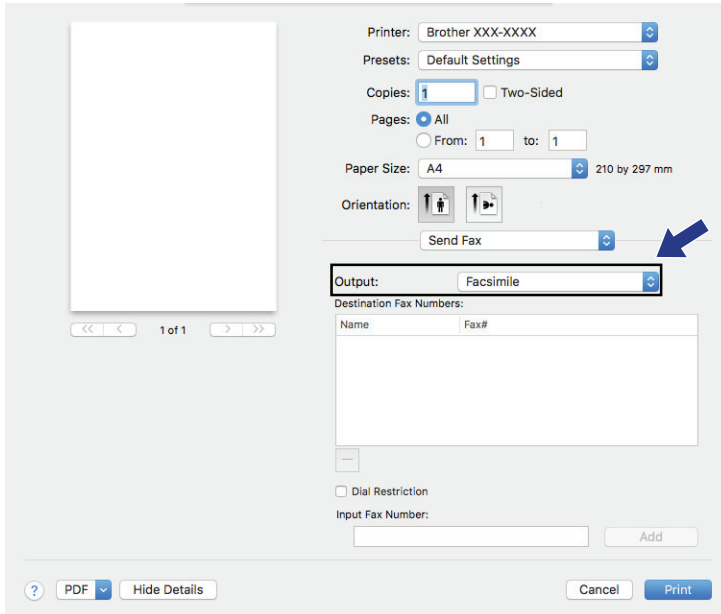 Printer: Brother XXX-XXXX
Presets: Default Settings
Copies: 1 Two-Sided
Pages: All
From: 1 to: 1
Paper Size: A4 210 by 297 mm
Orientation:
Send Fax
Output: Facsimile
Destination Fax Numbers:
Name Fax#
1 of 1
Dial Restriction
Input Fax Number:
Add
? PDF Hide Details Cancel Print